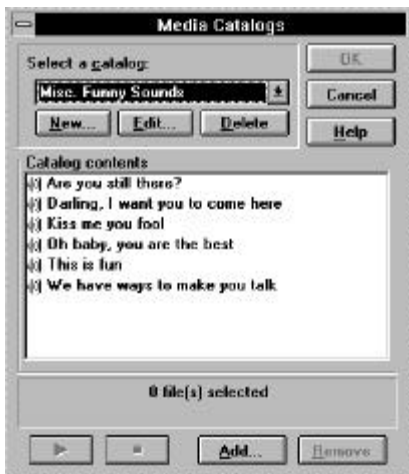 Media Catalogs
Select a catalog:
OK
Misc. Funny Sounds
Cancel
New... Edit... Delete
Help
Catalog contents
Are you still there?
Darling, I want you to come here
Kiss me you fool
Oh baby, you are the best
This is fun
We have ways to make you talk
0 file(s) selected
Add... Remove